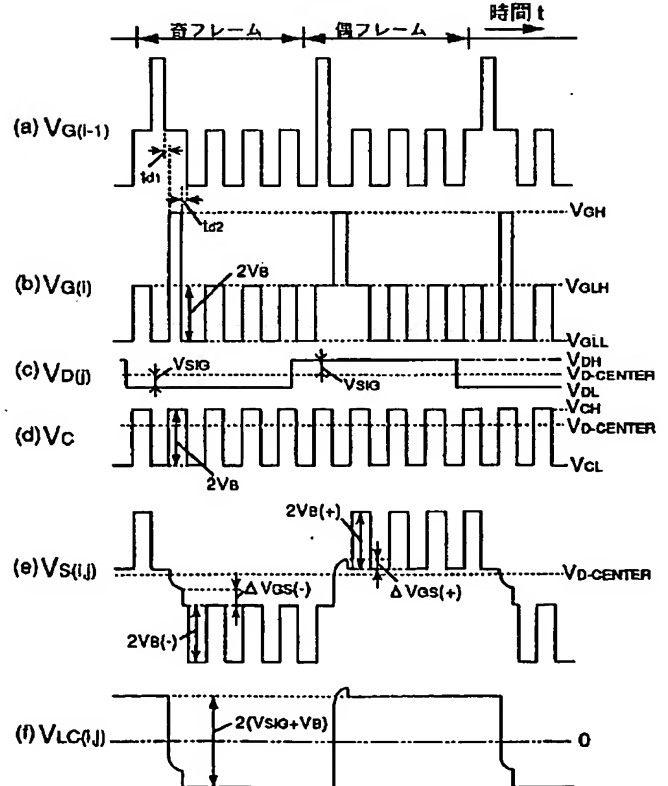 時間 t
奇フレーム 偶フレーム
(a) VG(i-1)
td1
td2
VGH
(b) VG(i)
2VB
VGLH
VGLL
(c) VD(j)
VSIG
VSIG
VDH
VD-CENTER
VDL
(d) VC
2VB
VCH
VD-CENTER
VCL
(e) VS(i,j)
2VB(+)
VD-CENTER
Δ VGS(-)
Δ VGS(+)
2VB(-)
(f) VLC(i,j)
2(VSIG+VB)
0